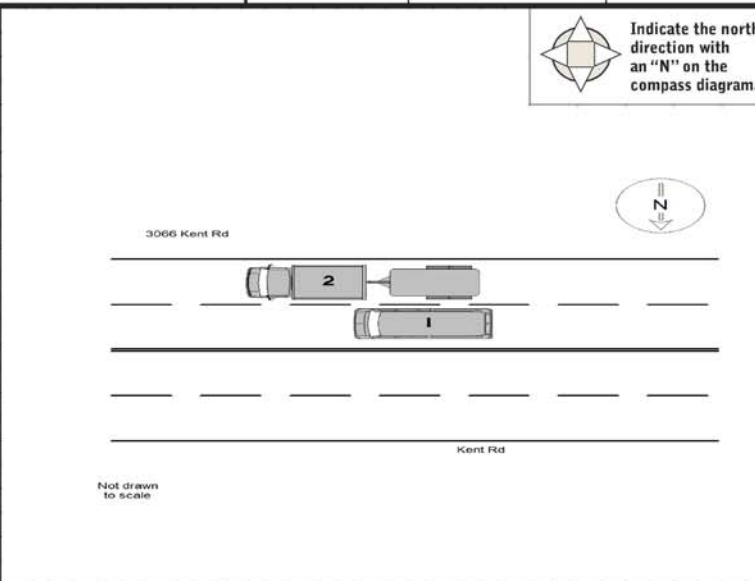 Indicate the north
direction with
an "N" on the
compass diagram.
N
3066 Kent Rd
2
1
Kent Rd
Not drawn
to scale